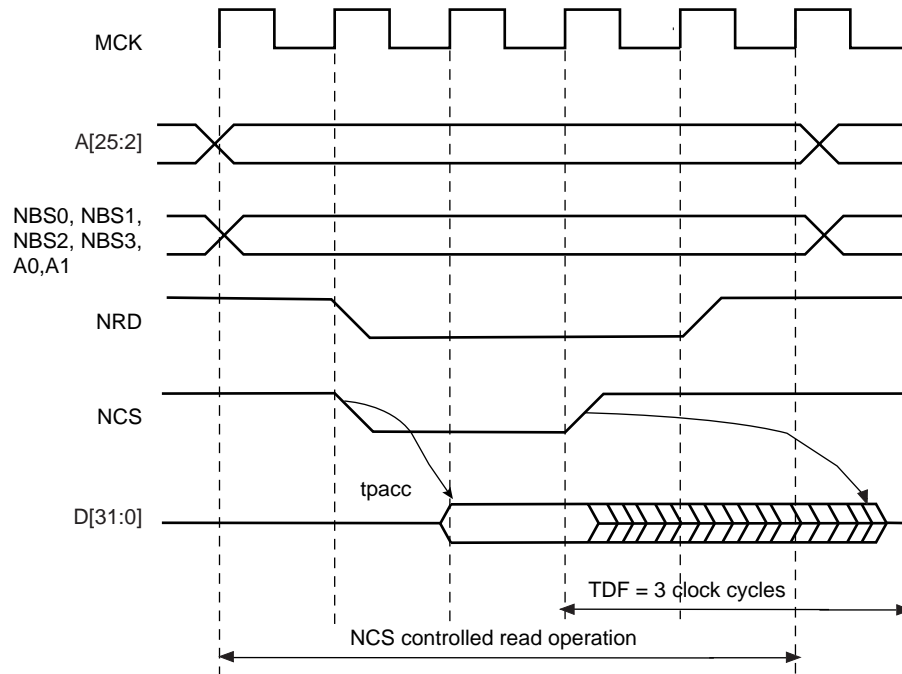 MCK
A[25:2]
NBS0, NBS1,
NBS2, NBS3,
A0,A1
NRD
NCS
tpacc
D[31:0]
TDF = 3 clock cycles
NCS controlled read operation